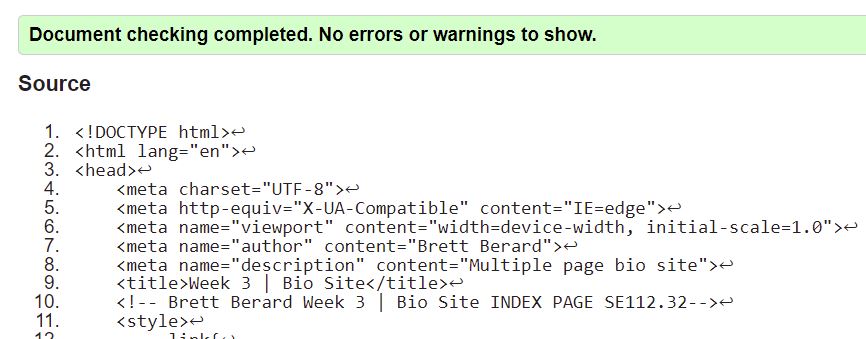 Document checking completed. No errors or warnings to show.
Source
1. <!DOCTYPE html>↩
2. <html lang="en">↩
3. <head>↩
4. <meta charset="UTF-8">↩
5. <meta http-equiv="X-UA-Compatible" content="IE=edge">↩
6. <meta name="viewport" content="width=device-width, initial-scale=1.0">↩
7. <meta name="author" content="Brett Berard">↩
8. <meta name="description" content="Multiple page bio site">↩
9. <title>Week 3 | Bio Site</title>↩
10. <!-- Brett Berard Week 3 | Bio Site INDEX PAGE SE112.32-->↩
11. <style>↩